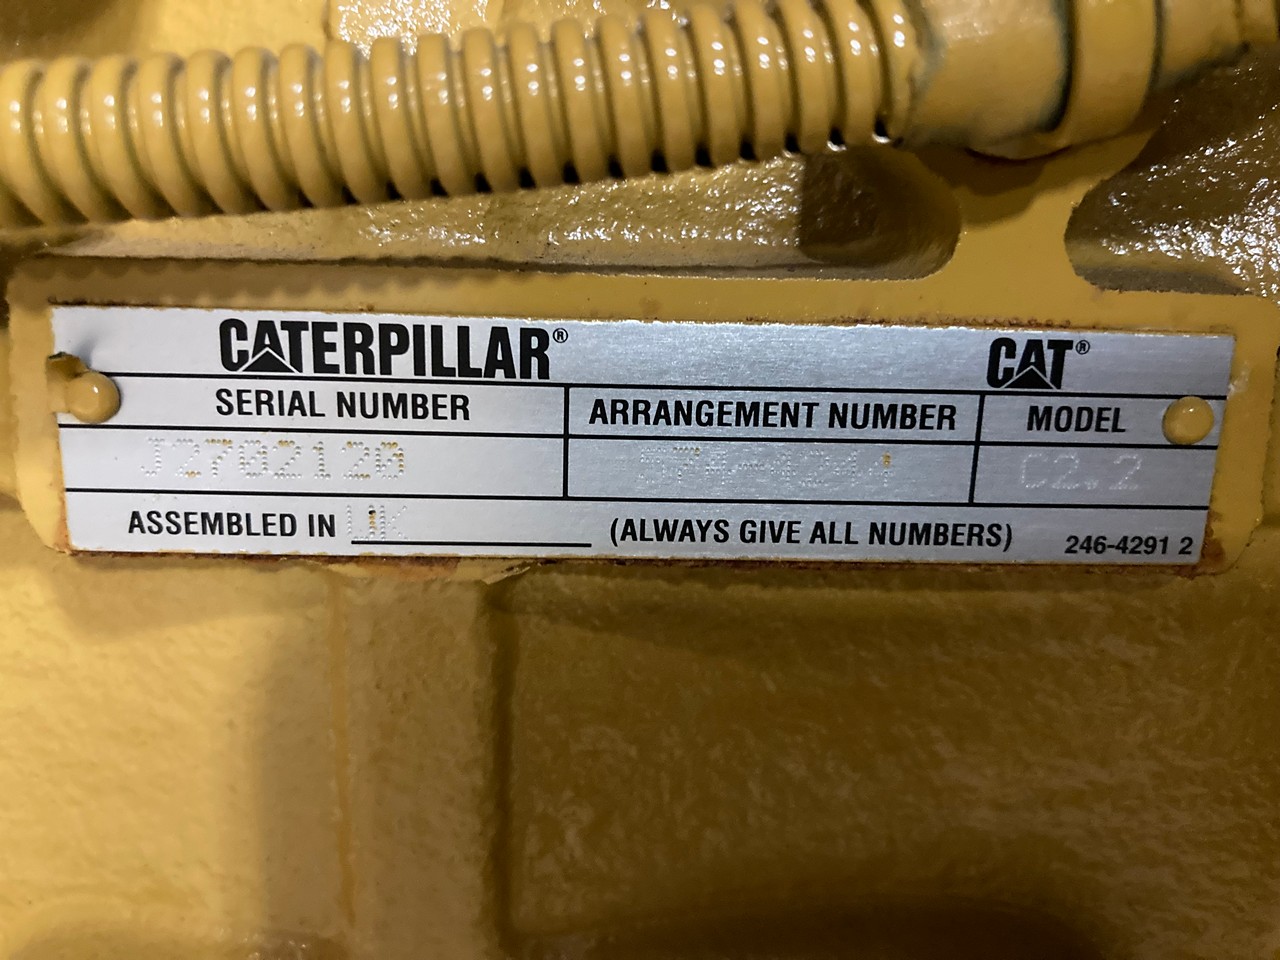 CATERPILLAR® CAT®
SERIAL NUMBER ARRANGEMENT NUMBER MODEL
J2702120 C2.2
ASSEMBLED IN UK (ALWAYS GIVE ALL NUMBERS) 246-4291 2